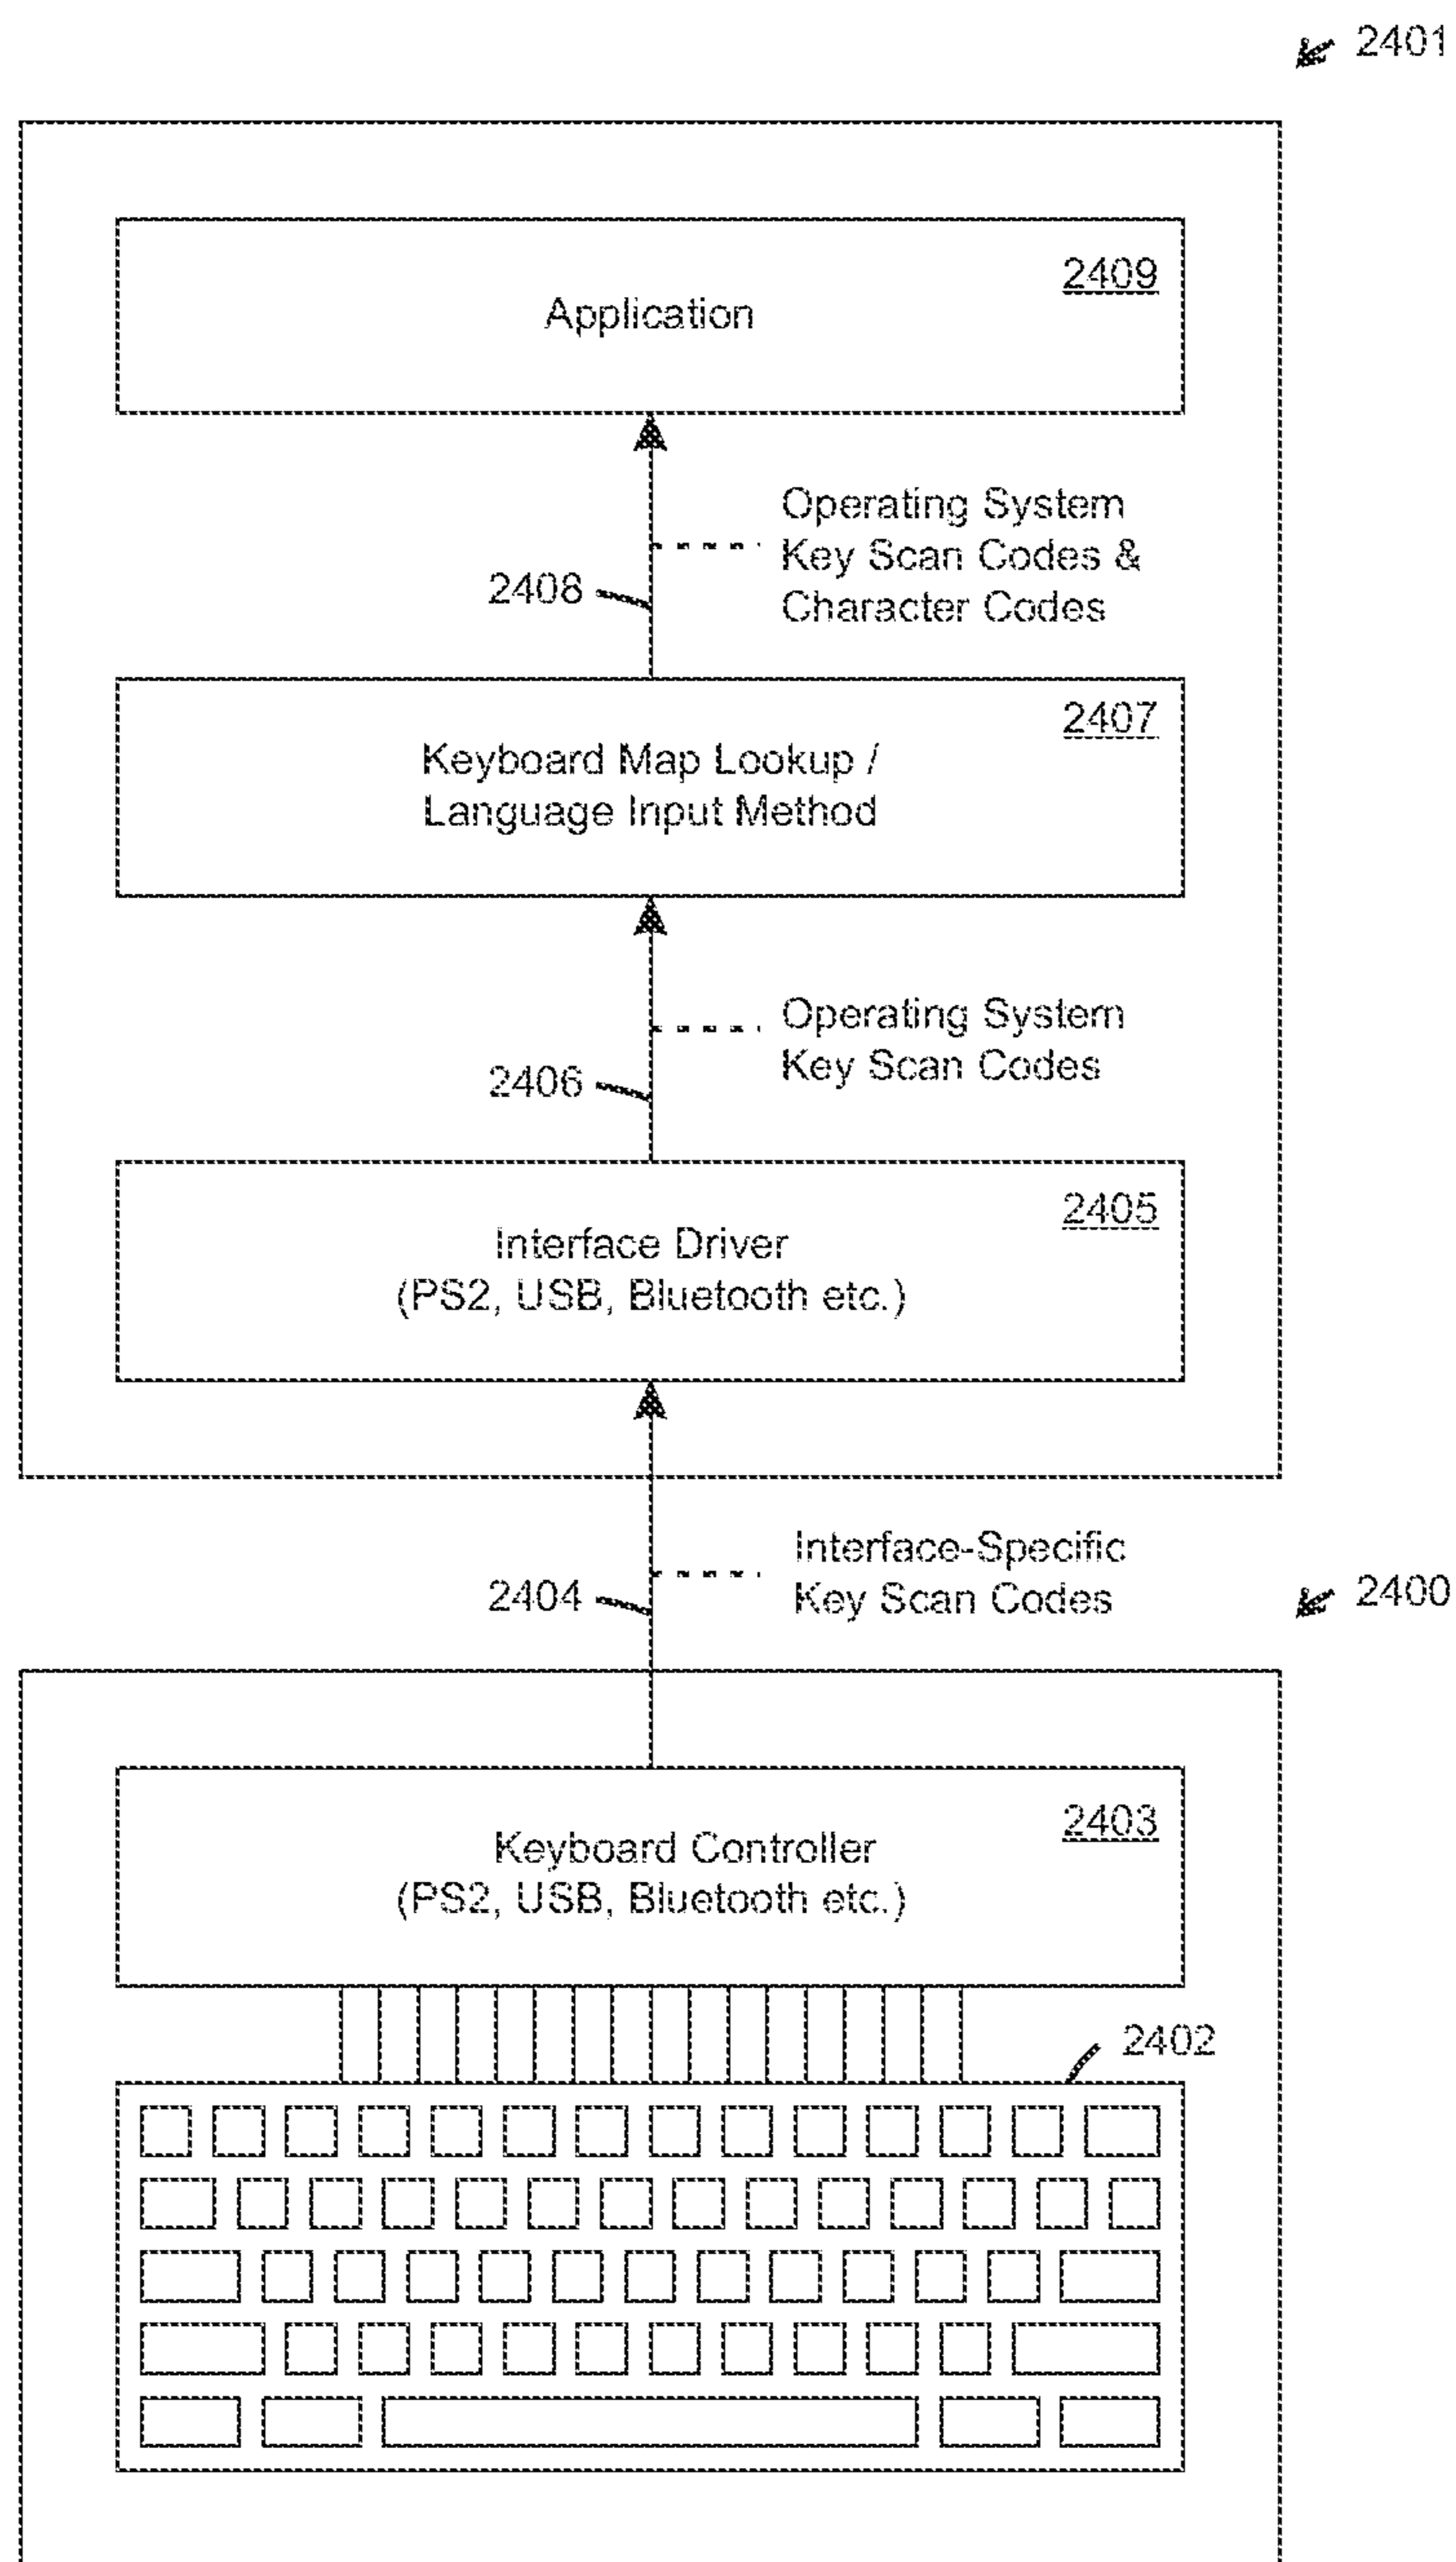 2401
2409
Application
Operating System
Key Scan Codes &
Character Codes
2408
2407
Keyboard Map Lookup /
Language Input Method
Operating System
Key Scan Codes
2406
2405
Interface Driver
(PS2, USB, Bluetooth etc.)
Interface-Specific
Key Scan Codes
2404
2400
2403
Keyboard Controller
(PS2, USB, Bluetooth etc.)
2402